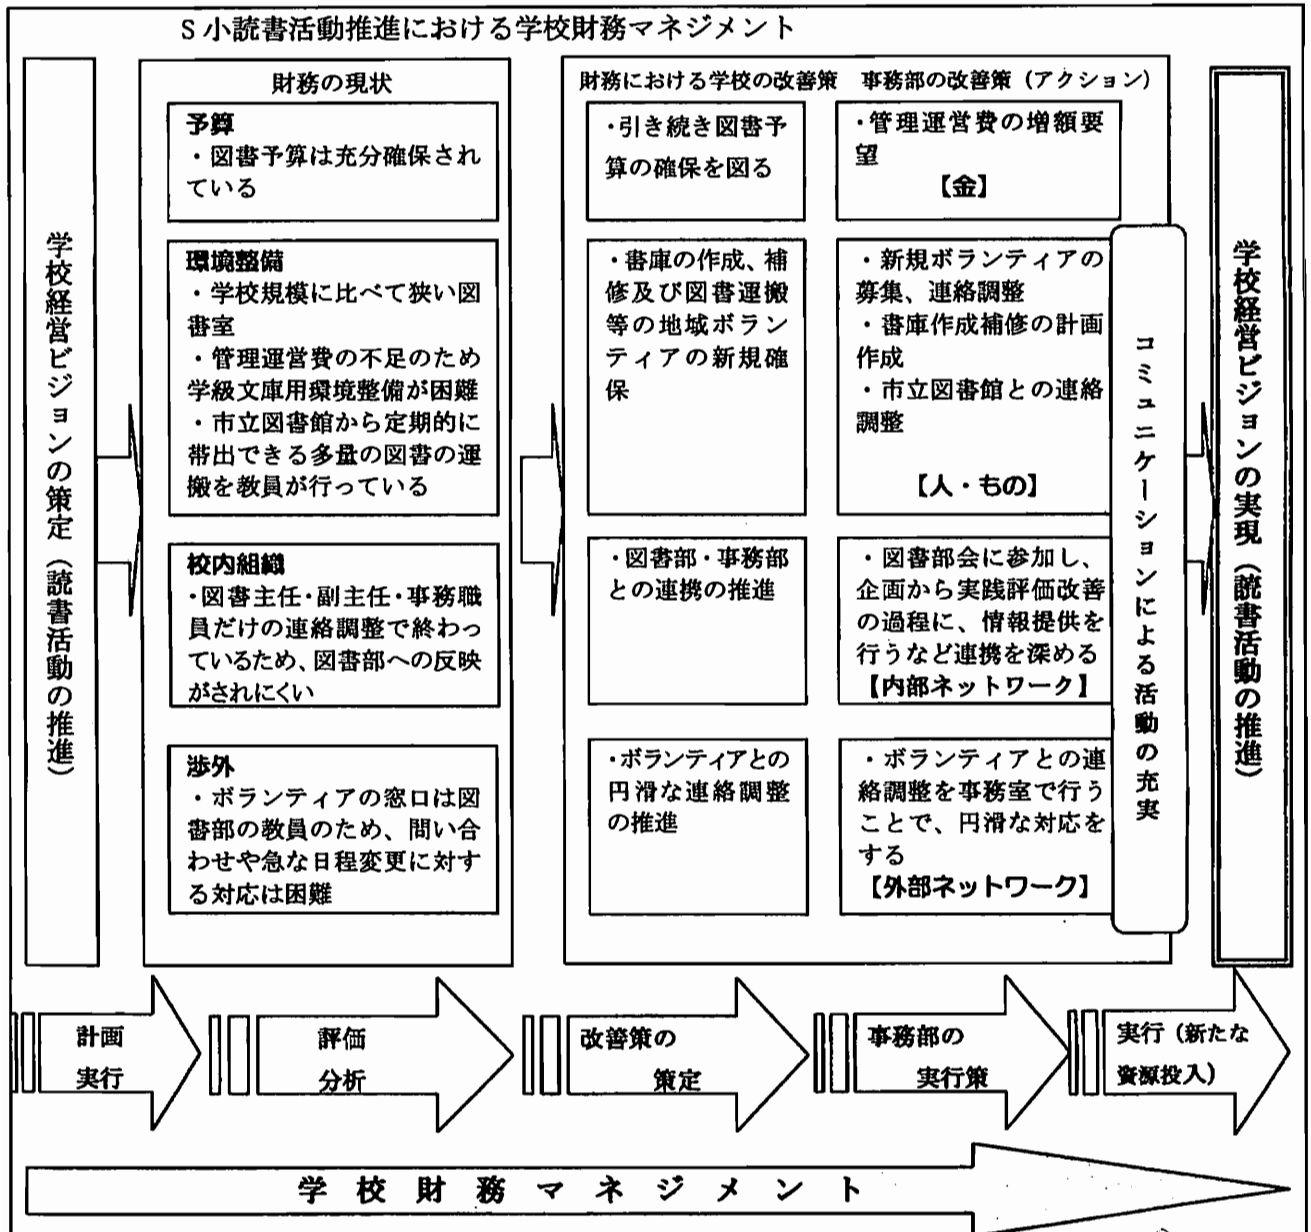 S小読書活動推進における学校財務マネジメント
学校経営ビジョンの策定（読書活動の推進）
財務の現状
予算
・図書予算は充分確保され
ている
環境整備
・学校規模に比べて狭い図
書室
・管理運営費の不足のため
学級文庫用環境整備が困難
・市立図書館から定期的に
帯出できる多量の図書の運
搬を教員が行っている
校内組織
・図書主任・副主任・事務職
員だけの連絡調整で終わっ
ているため、図書部への反映
がされにくい
渉外
・ボランティアの窓口は図
書部の教員のため、問い合
わせや急な日程変更に対す
る対応は困難
財務における学校の改善策
・引き続き図書予
算の確保を図る
・書庫の作成、補
修及び図書運搬
等の地域ボラン
ティアの新規確
保
・図書部・事務部
との連携の推進
・ボランティアとの
円滑な連絡調整
の推進
事務部の改善策（アクション）
・管理運営費の増額要
望
【金】
・新規ボランティアの
募集、連絡調整
・書庫作成補修の計画
作成
・市立図書館との連絡
調整
【人・もの】
・図書部会に参加し、
企画から実践評価改善
の過程に、情報提供を
行うなど連携を深める
【内部ネットワーク】
・ボランティアとの連
絡調整を事務室で行う
ことで、円滑な対応を
する
【外部ネットワーク】
コミュニケーションによる活動の充実
学校経営ビジョンの実現（読書活動の推進）
計画
実行
評価
分析
改善策の
策定
事務部の
実行策
実行（新たな
資源投入）
学校財務マネジメント